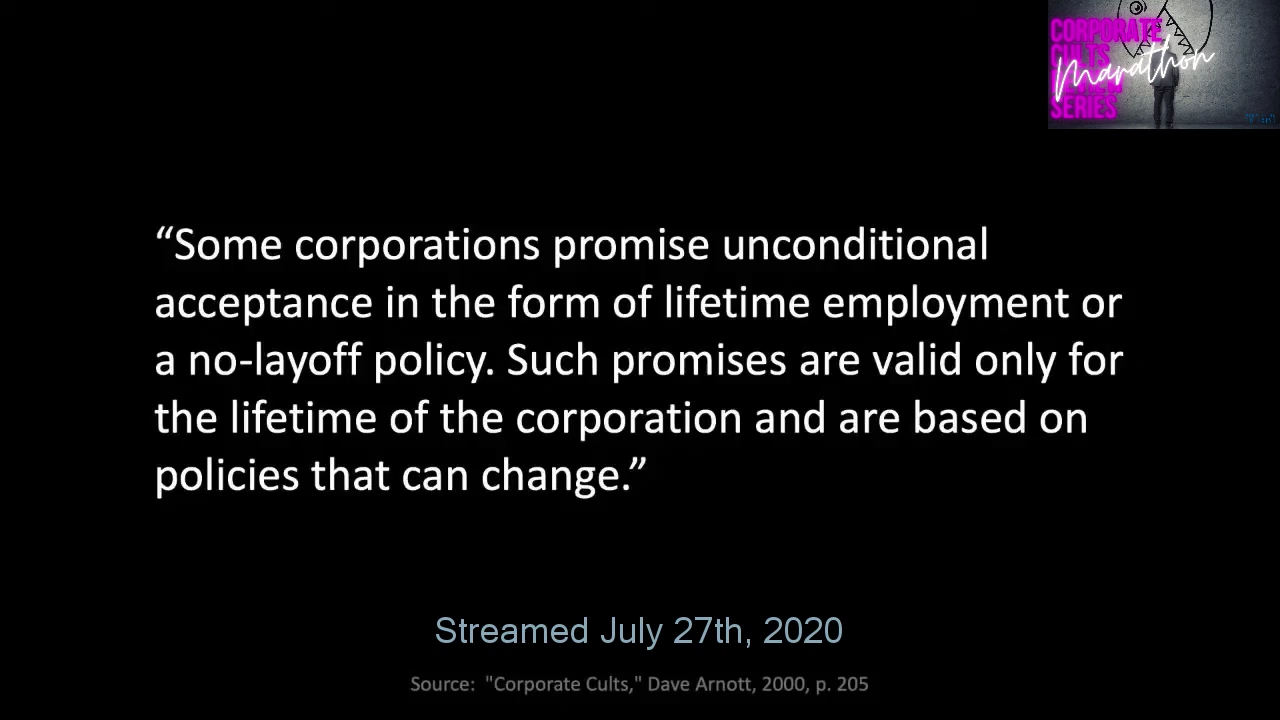 CORPORATE
CULTS
Marathon
SERIES
“Some corporations promise unconditional
acceptance in the form of lifetime employment or
a no-layoff policy. Such promises are valid only for
the lifetime of the corporation and are based on
policies that can change.”
Streamed July 27th, 2020
Source:  "Corporate Cults," Dave Arnott, 2000, p. 205